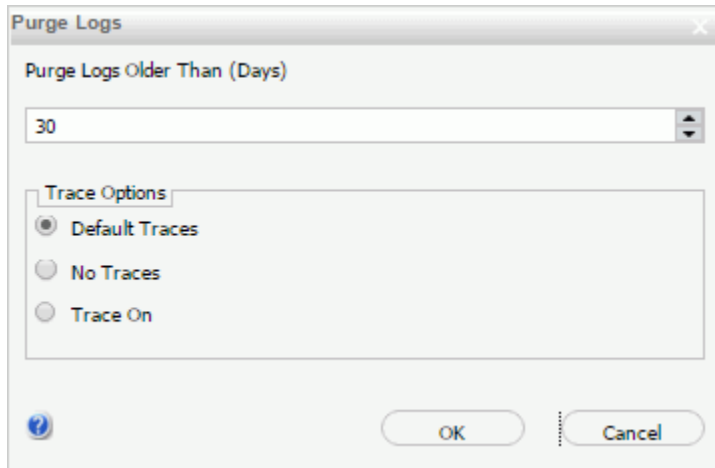 Purge Logs
Purge Logs Older Than (Days)
30
Trace Options
Default Traces
No Traces
Trace On
?
OK
Cancel